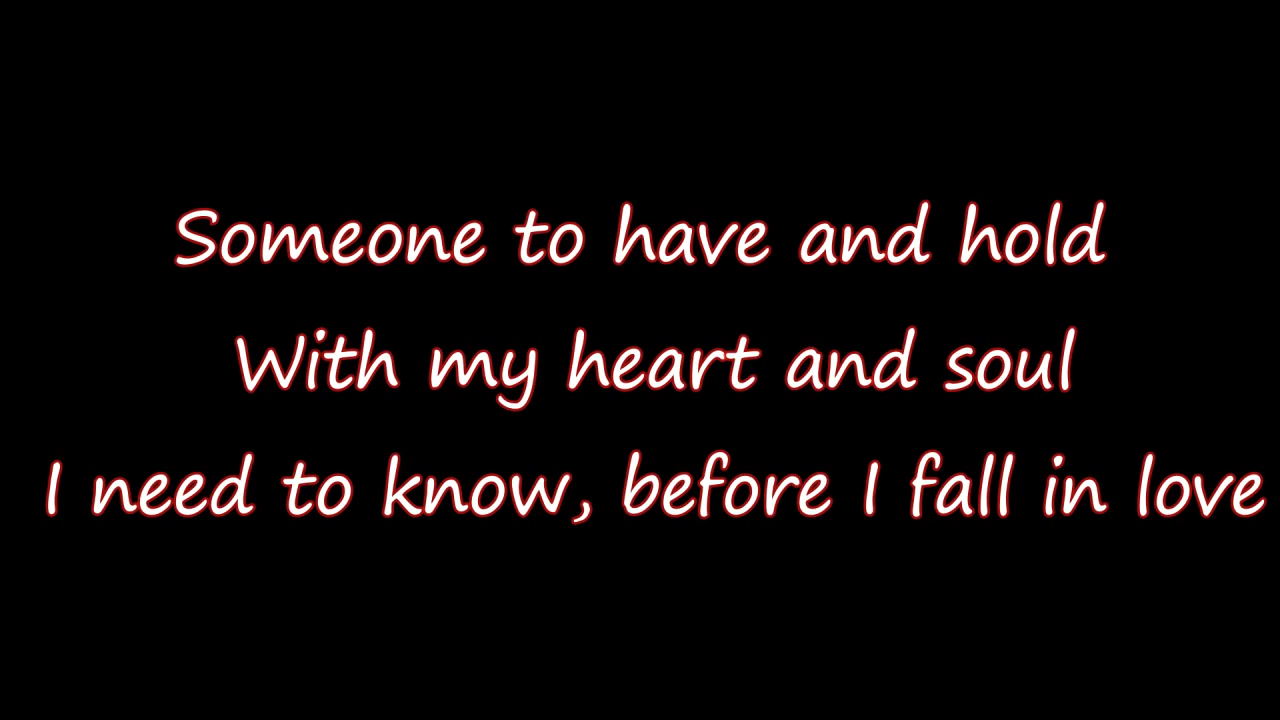 Someone to have and hold
With my heart and soul
I need to know, before I fall in love